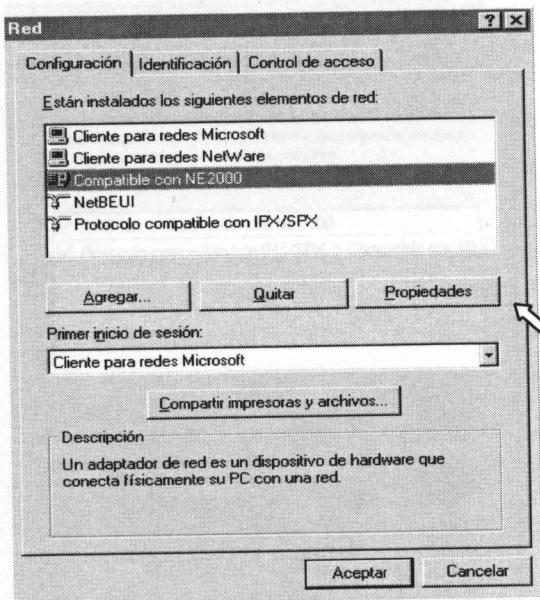 Red
Configuración Identificación Control de acceso
Están instalados los siguientes elementos de red:
Cliente para redes Microsoft
Cliente para redes NetWare
Compatible con NE2000
NetBEUI
Protocolo compatible con IPX/SPX
Agregar... Quitar Propiedades
Primer inicio de sesión:
Cliente para redes Microsoft
Compartir impresoras y archivos...
Descripción
Un adaptador de red es un dispositivo de hardware que
conecta físicamente su PC con una red.
Aceptar Cancelar